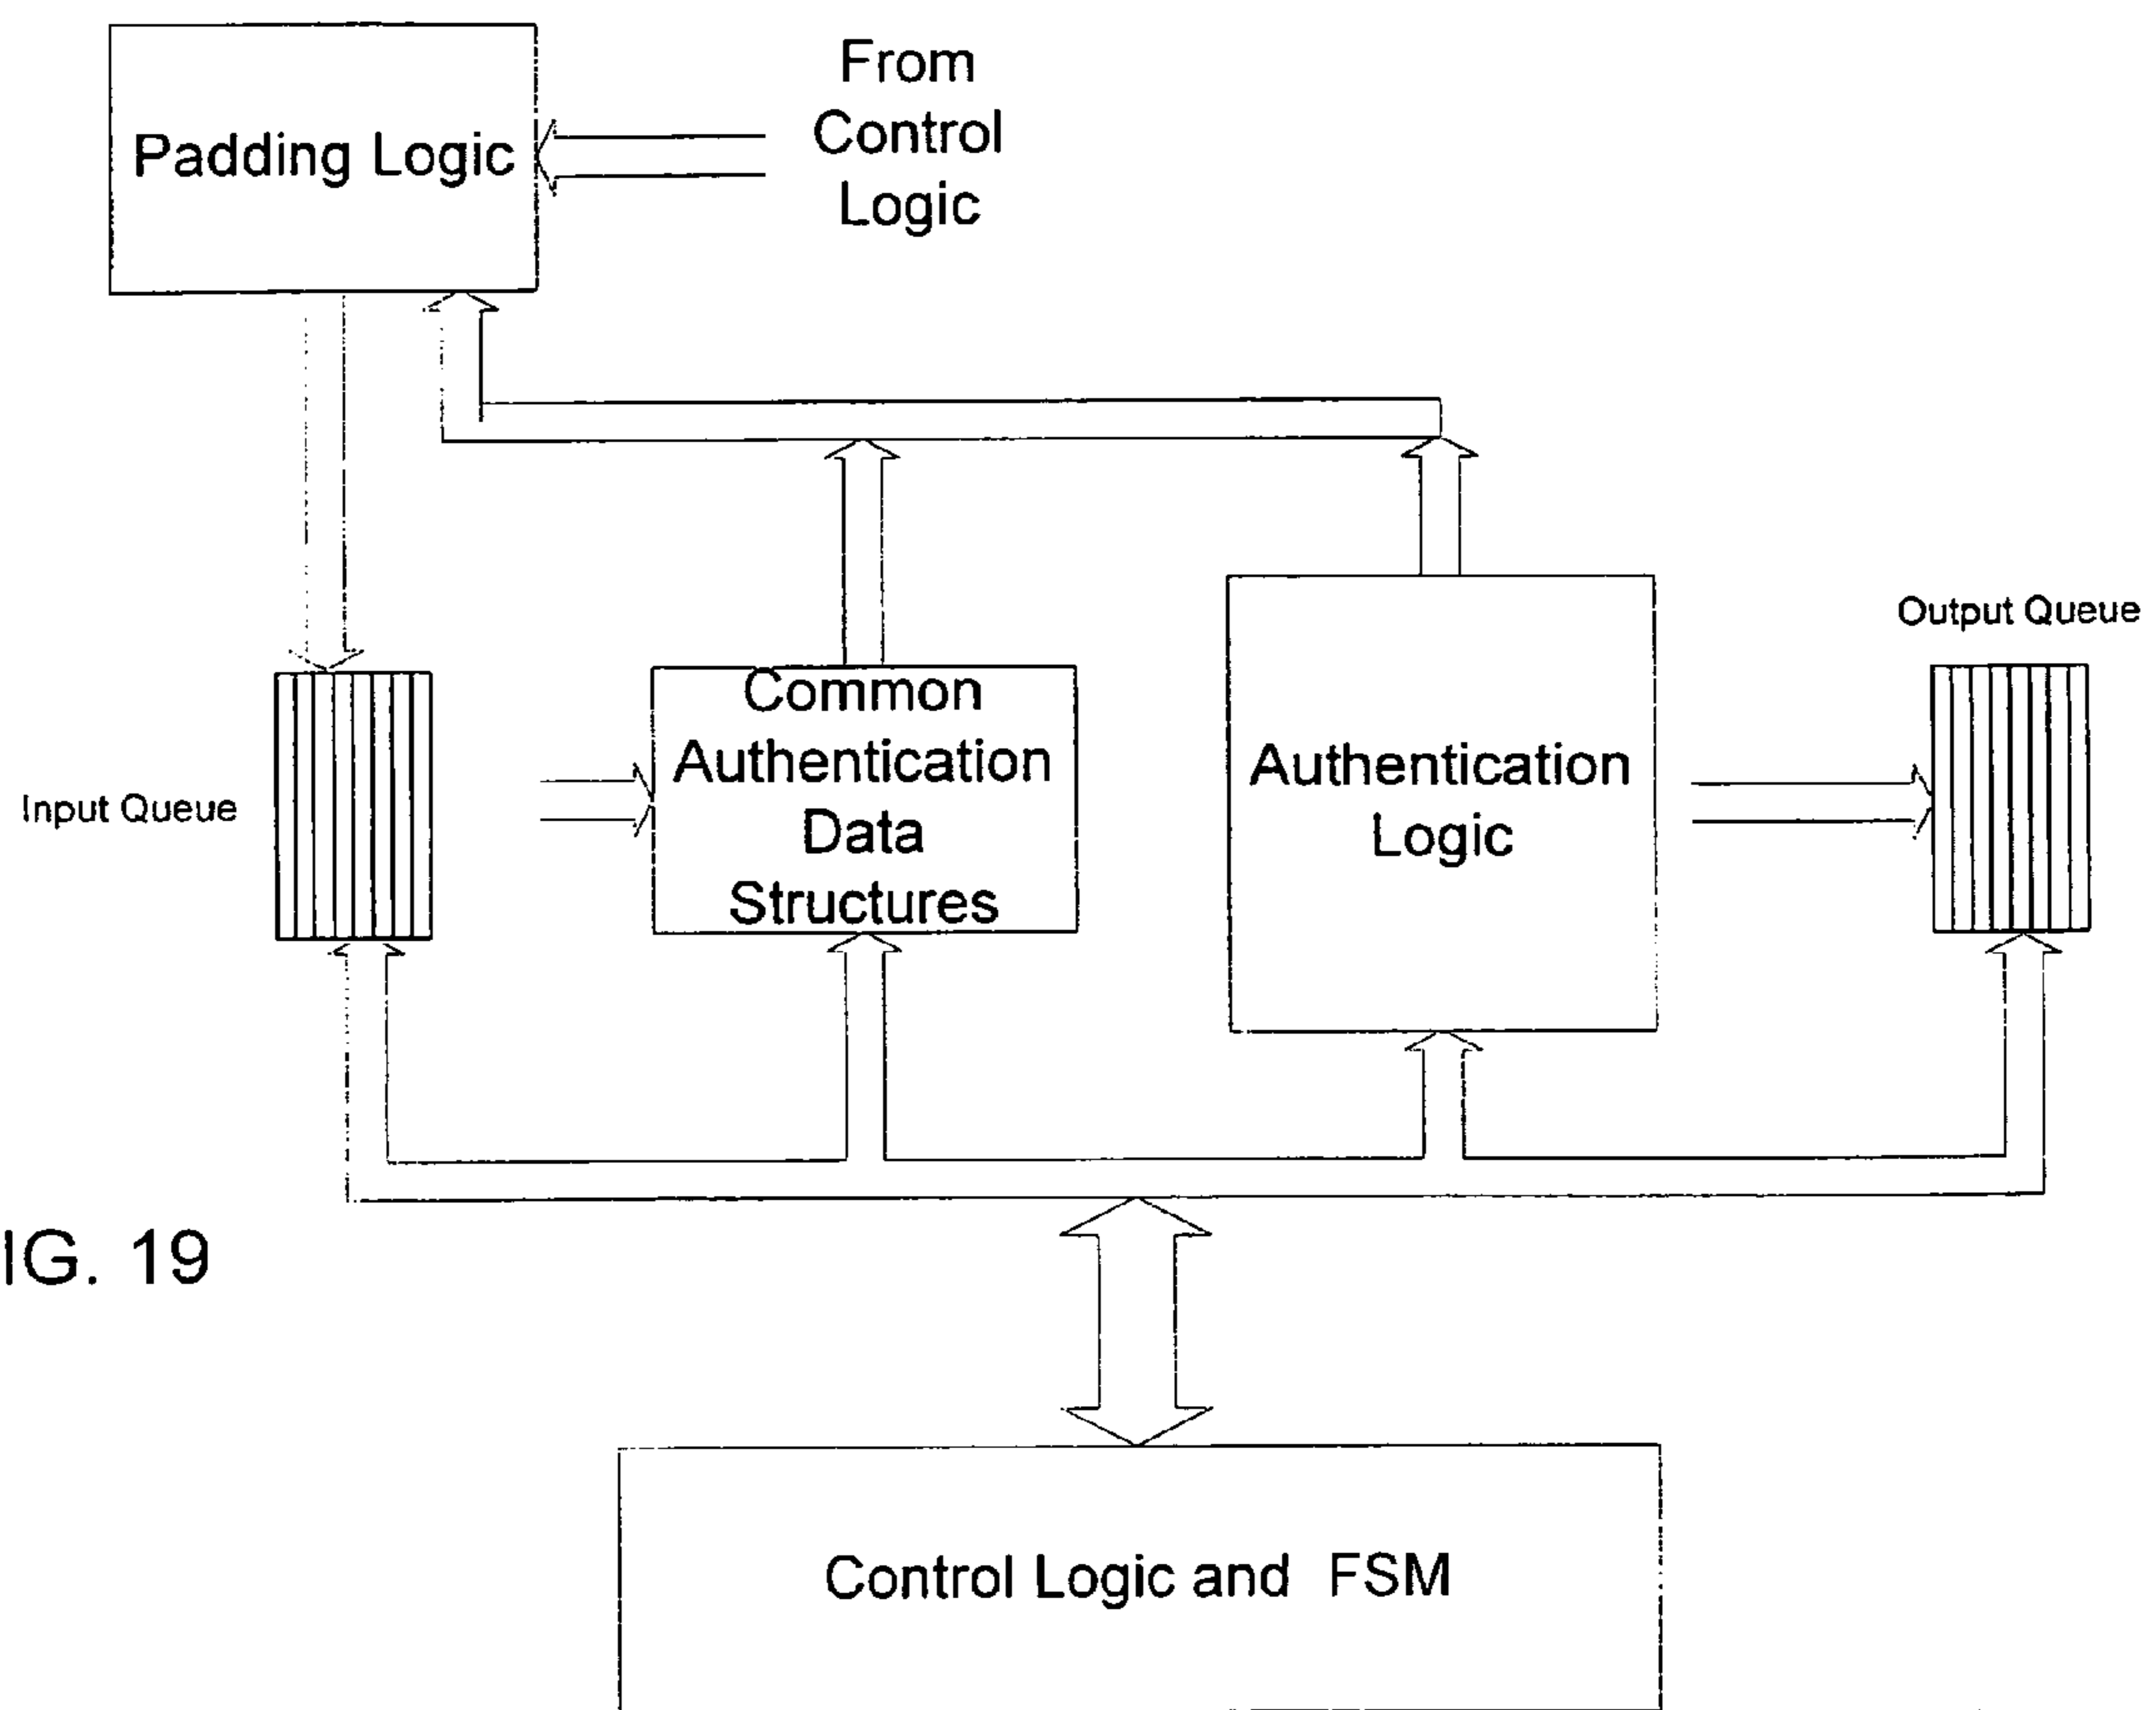 From
Control
Logic
Padding Logic
Output Queue
Common
Authentication
Data
Structures
Authentication
Logic
Input Queue
IG. 19
Control Logic and FSM